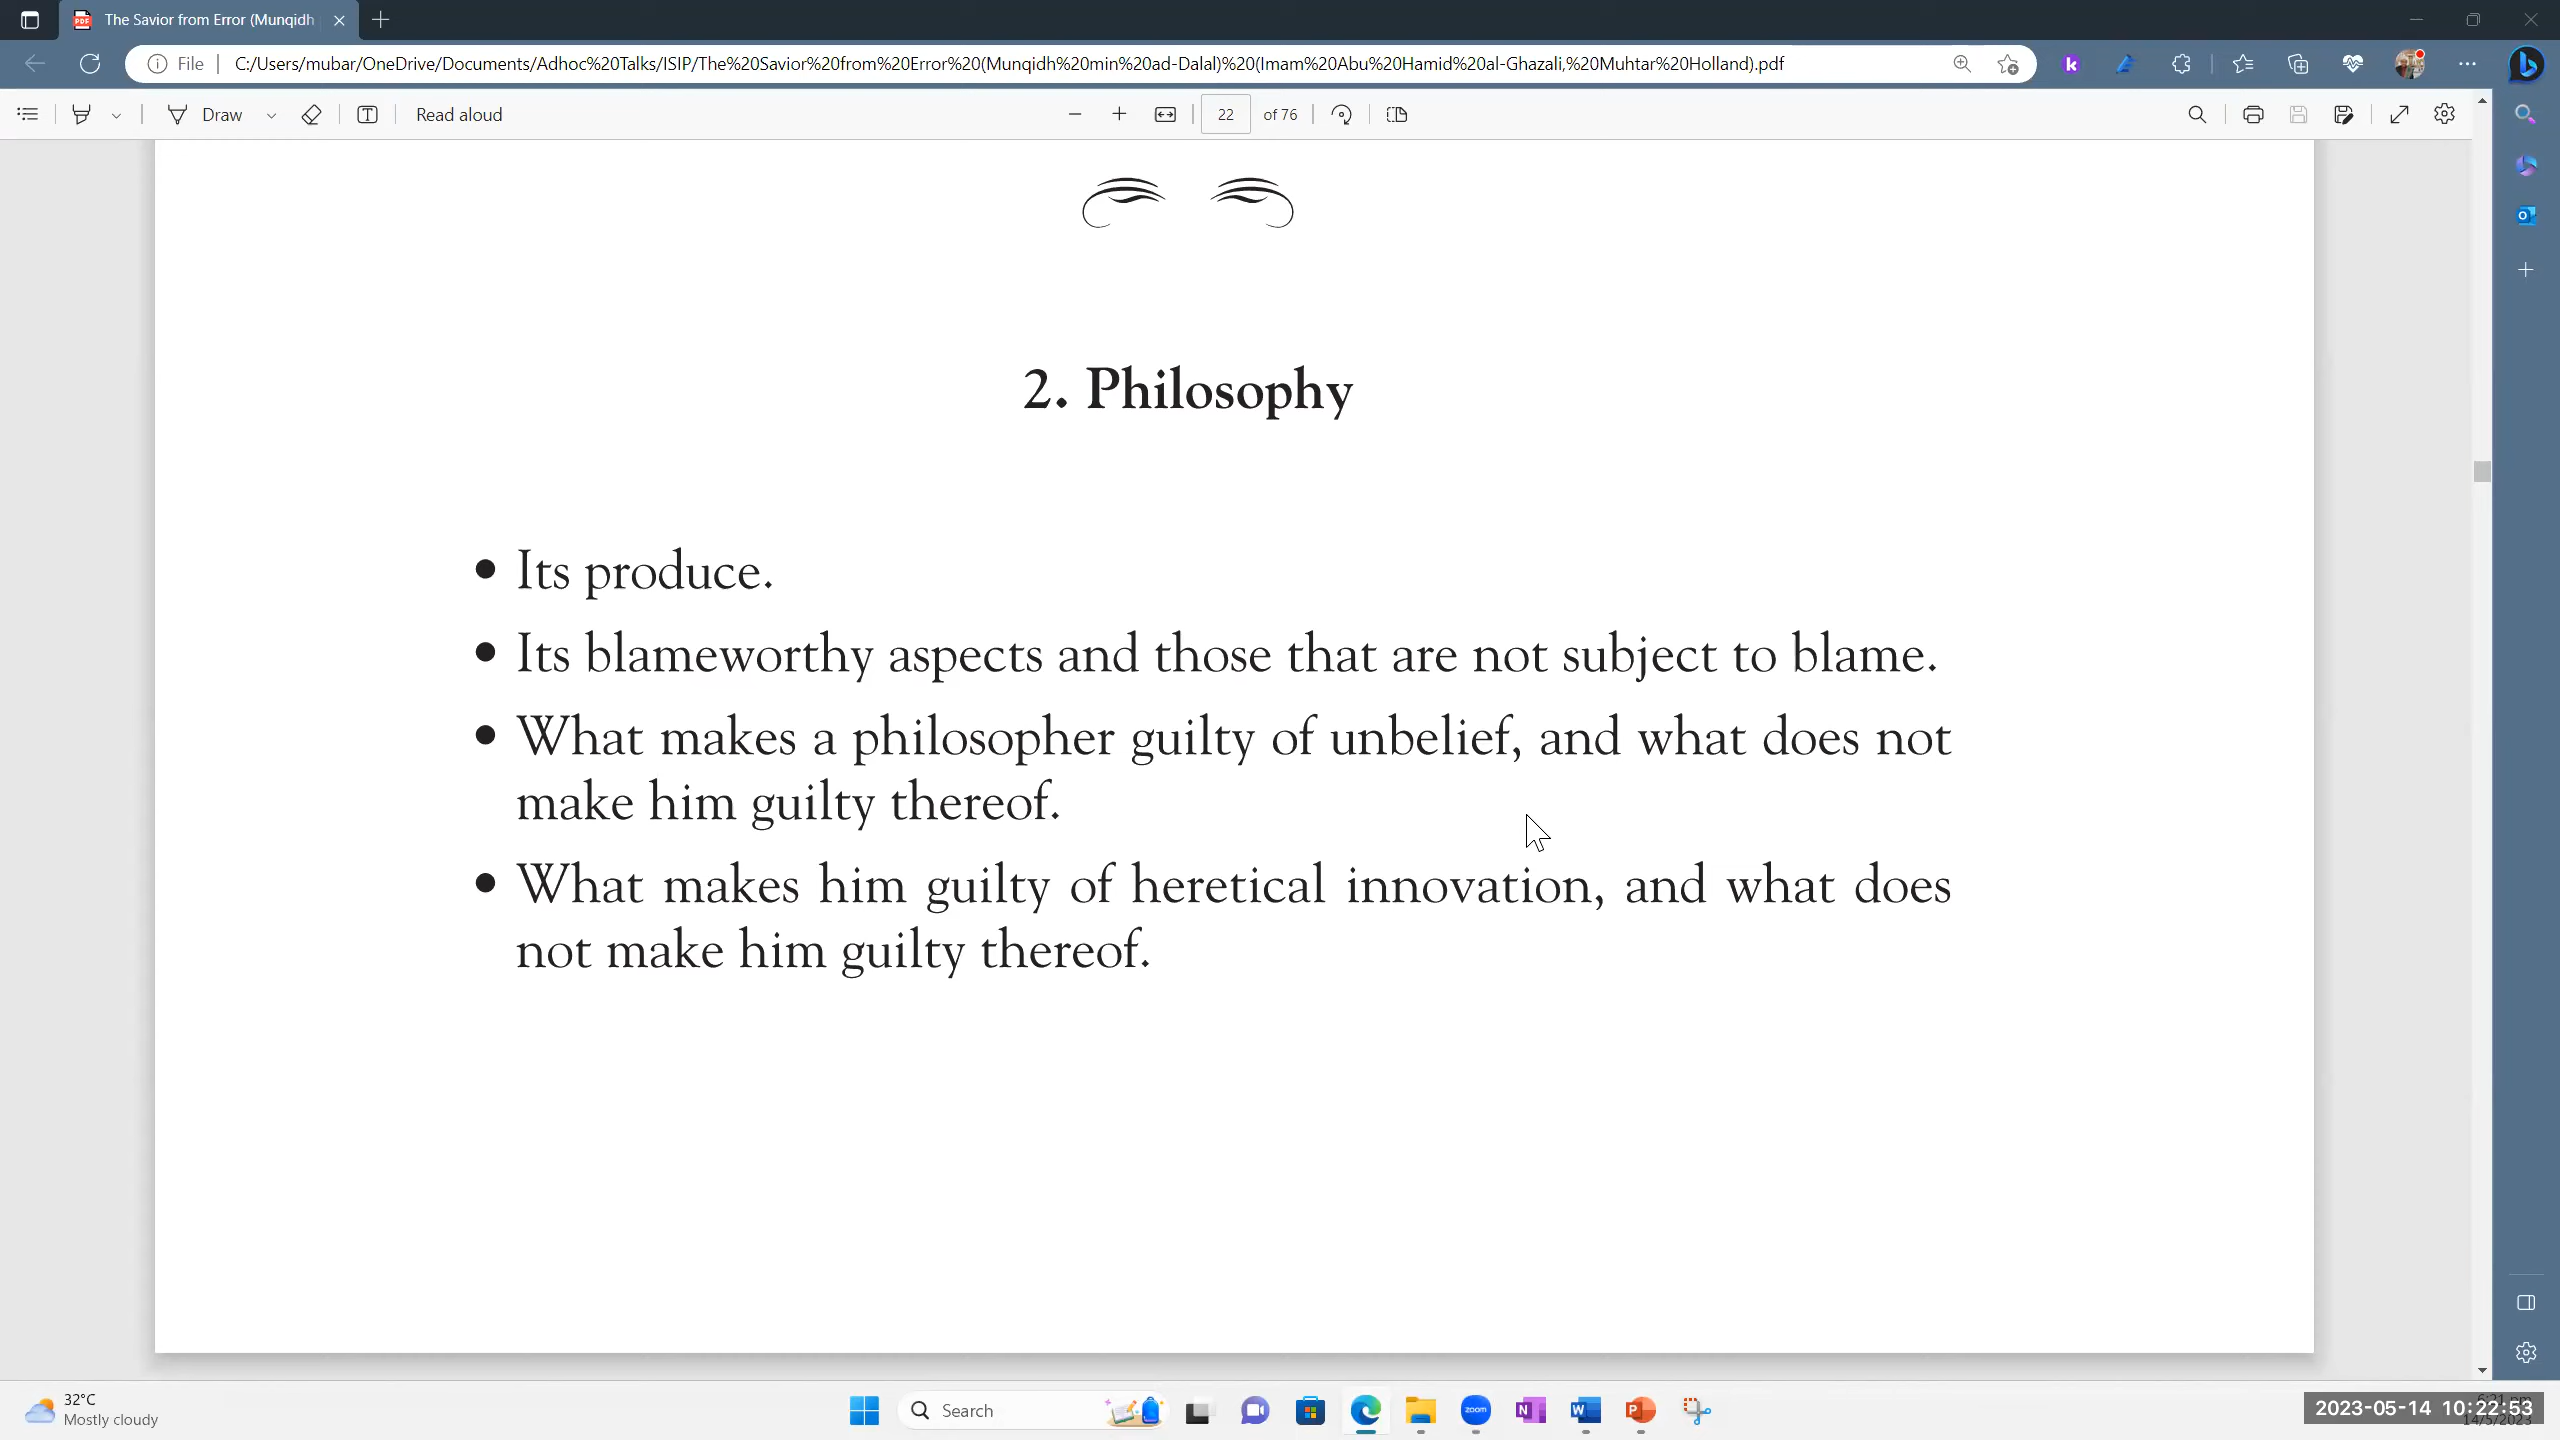 The Savior from Error (Munqidh
File
C:/Users/mubar/OneDrive/Documents/Adhoc%20Talks/ISIP/The%20Savior%20from%20Error%20(Munqidh%20min%20ad-Dalal)%20(Imam%20Abu%20Hamid%20al-Ghazali,%20Muhtar%20Holland).pdf
Draw
Read aloud
22 of 76
2. Philosophy
• Its produce.
• Its blameworthy aspects and those that are not subject to blame.
• What makes a philosopher guilty of unbelief, and what does not
make him guilty thereof.
• What makes him guilty of heretical innovation, and what does
not make him guilty thereof.
32°C
Mostly cloudy
Search
zoom
2023-05-14 10:22:53